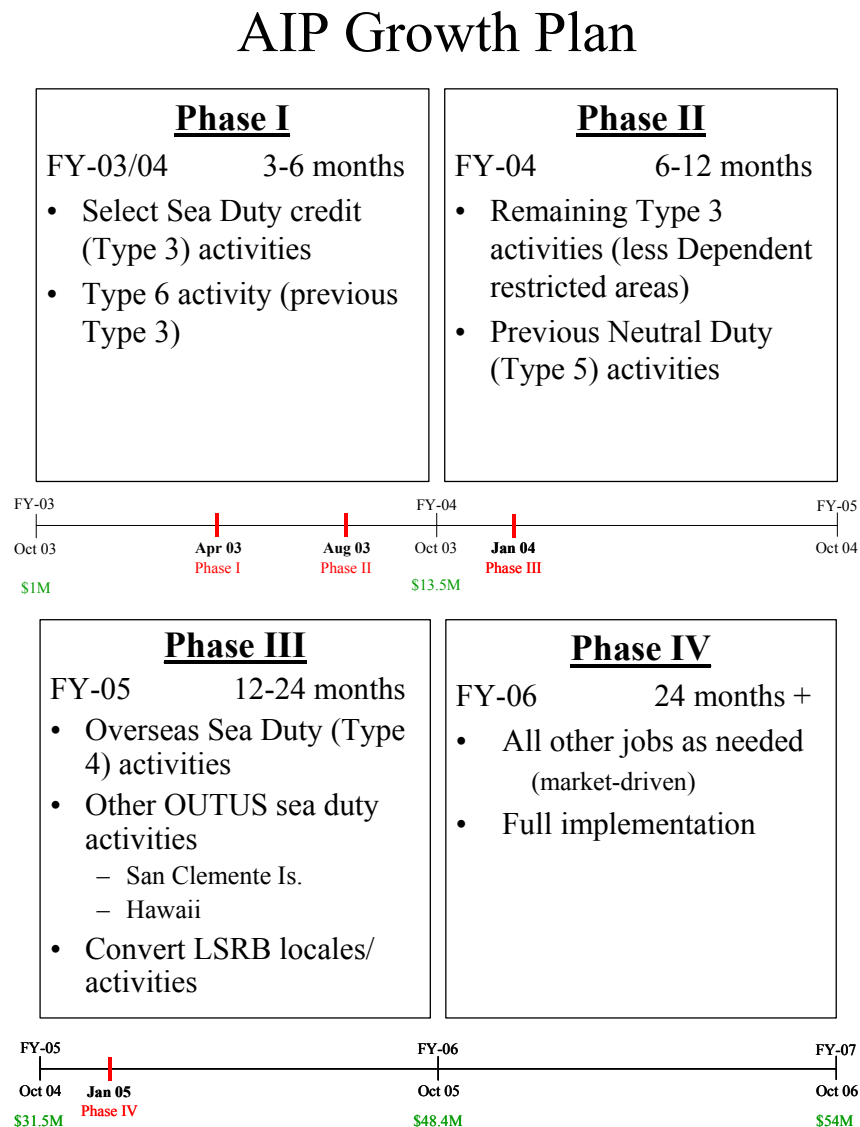 AIP Growth Plan
Phase I
FY-03/04 3-6 months
• Select Sea Duty credit
(Type 3) activities
• Type 6 activity (previous
Type 3)
Phase II
FY-04 6-12 months
• Remaining Type 3
activities (less Dependent
restricted areas)
• Previous Neutral Duty
(Type 5) activities
FY-03 FY-04 FY-05
Oct 03 Apr 03 Aug 03 Oct 03 Jan 04 Oct 04
Phase I Phase II Phase III
$1M $13.5M
Phase III
FY-05 12-24 months
• Overseas Sea Duty (Type
4) activities
• Other OUTUS sea duty
activities
– San Clemente Is.
– Hawaii
• Convert LSRB locales/
activities
Phase IV
FY-06 24 months +
• All other jobs as needed
(market-driven)
• Full implementation
FY-05 FY-06 FY-07
Oct 04 Jan 05 Oct 05 Oct 06
Phase IV
$31.5M $48.4M $54M